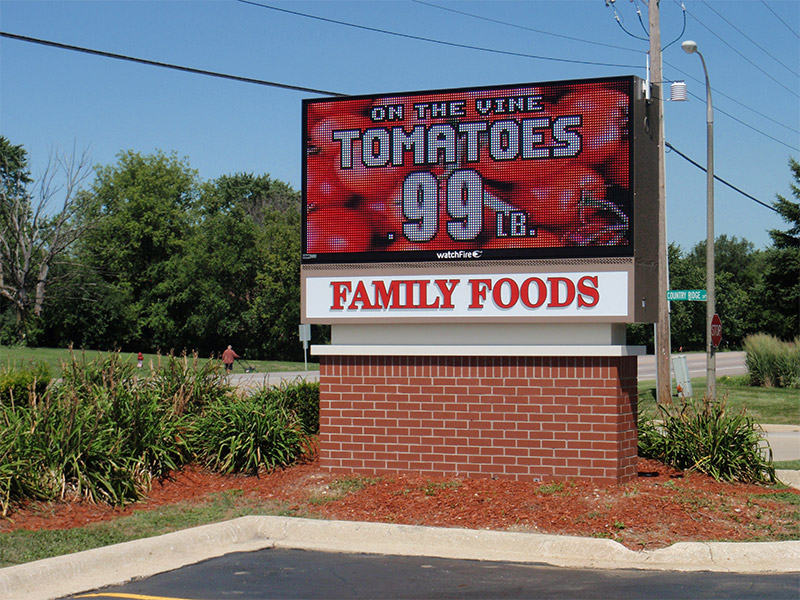 ON THE VINE
TOMATOES
.99 LB.
watchFire
FAMILY FOODS
COUNTRY RIDGE
STOP